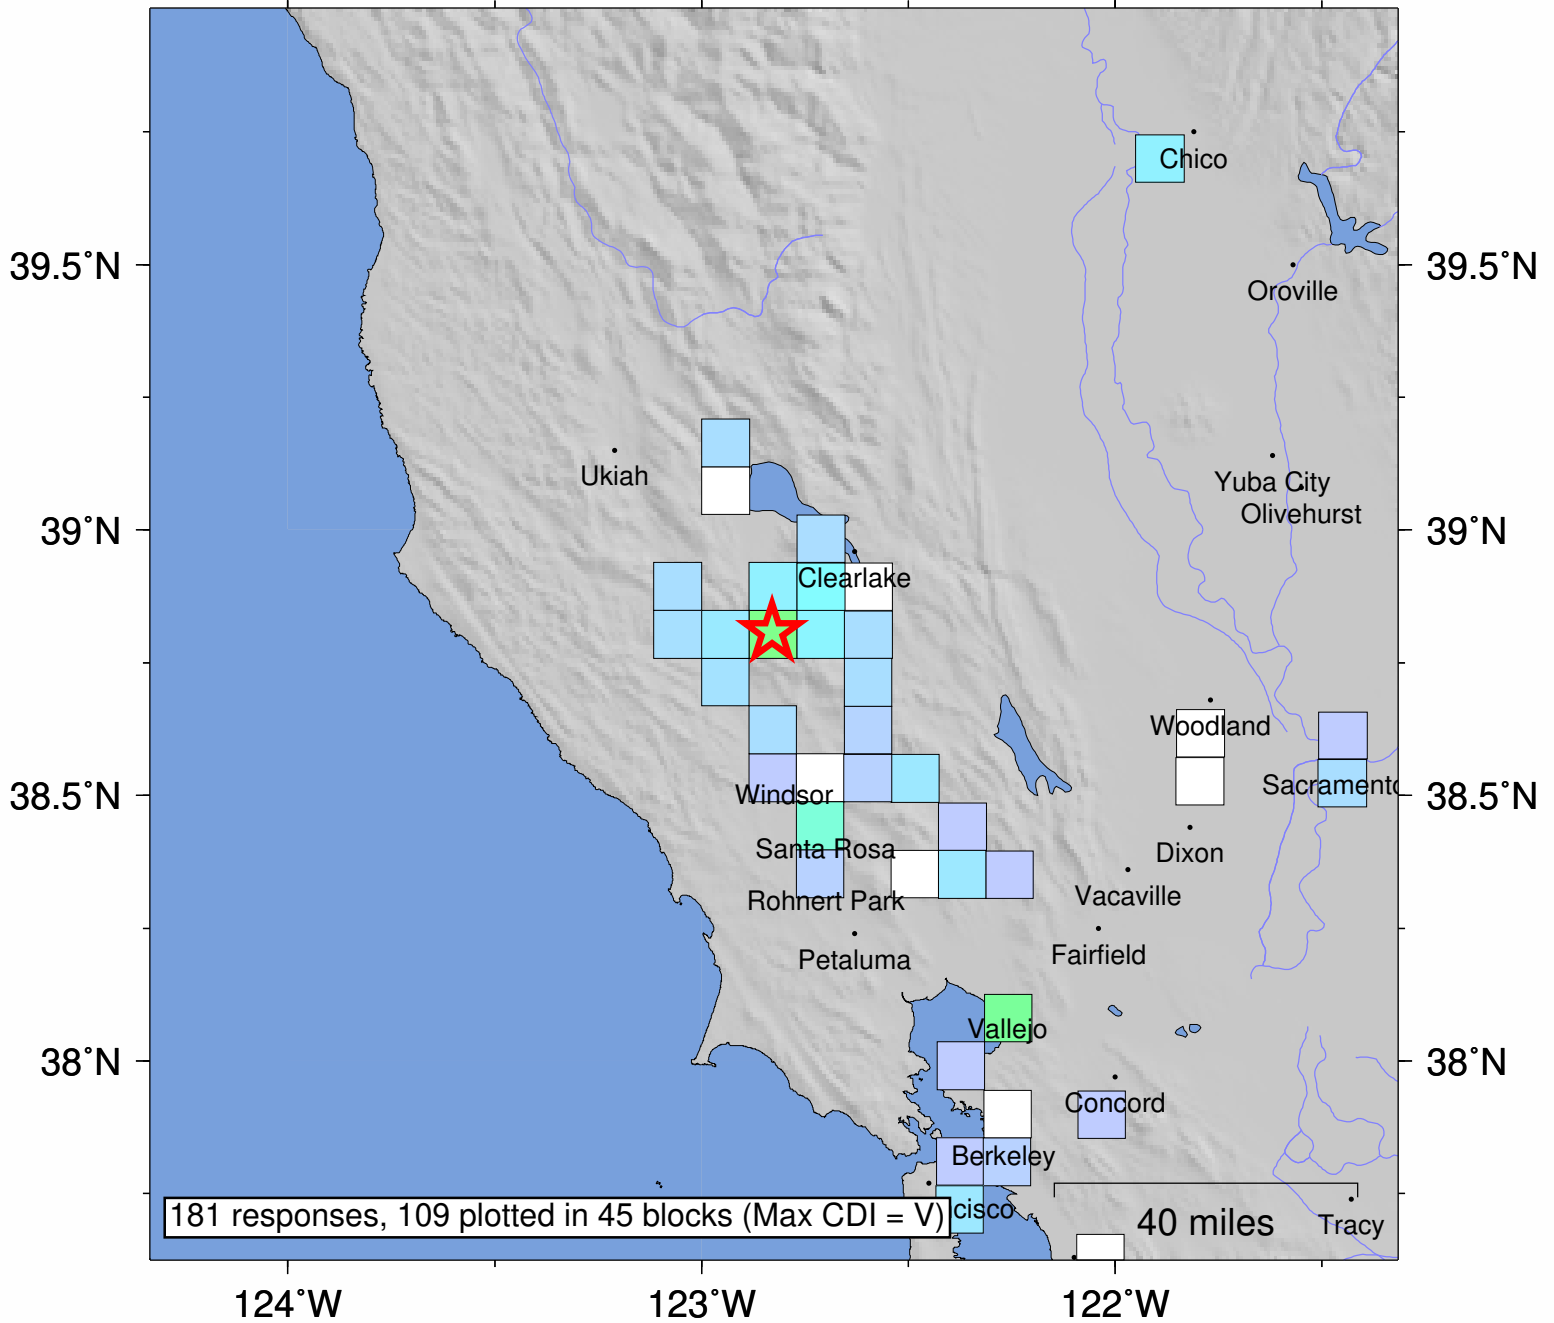 Chico
39.5°N
39.5°N
Oroville
Ukiah
Yuba City
Olivehurst
39°N
39°N
Clearlake
Woodland
Sacramento
38.5°N
38.5°N
Windsor
Santa Rosa
Dixon
Vacaville
Rohnert Park
Fairfield
Petaluma
Vallejo
38°N
38°N
Concord
Berkeley
cisco
181 responses, 109 plotted in 45 blocks (Max CDI = V)
40 miles
Tracy
124°W
123°W
122°W